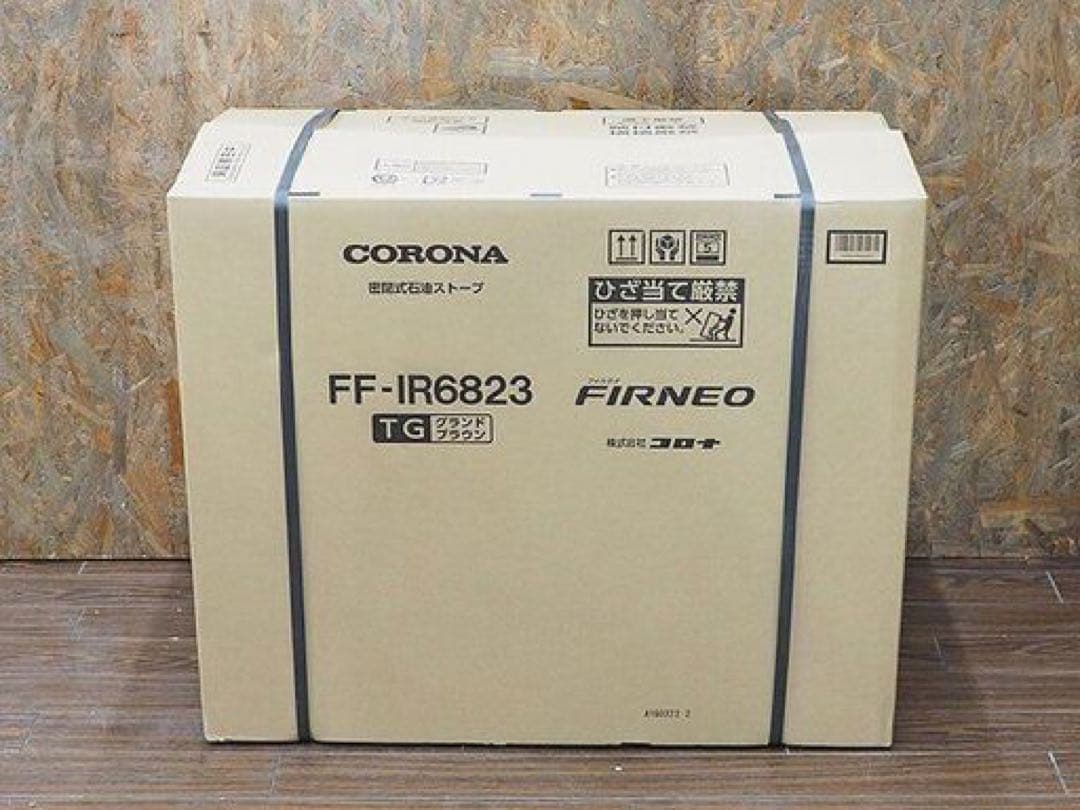 CORONA
密閉式石油ストーブ
FF-IR6823
TG グランド
ブラウン
ひざ当て厳禁
ひざを押し当て
ないでください。
FIRNEO
株式会社 コロナ